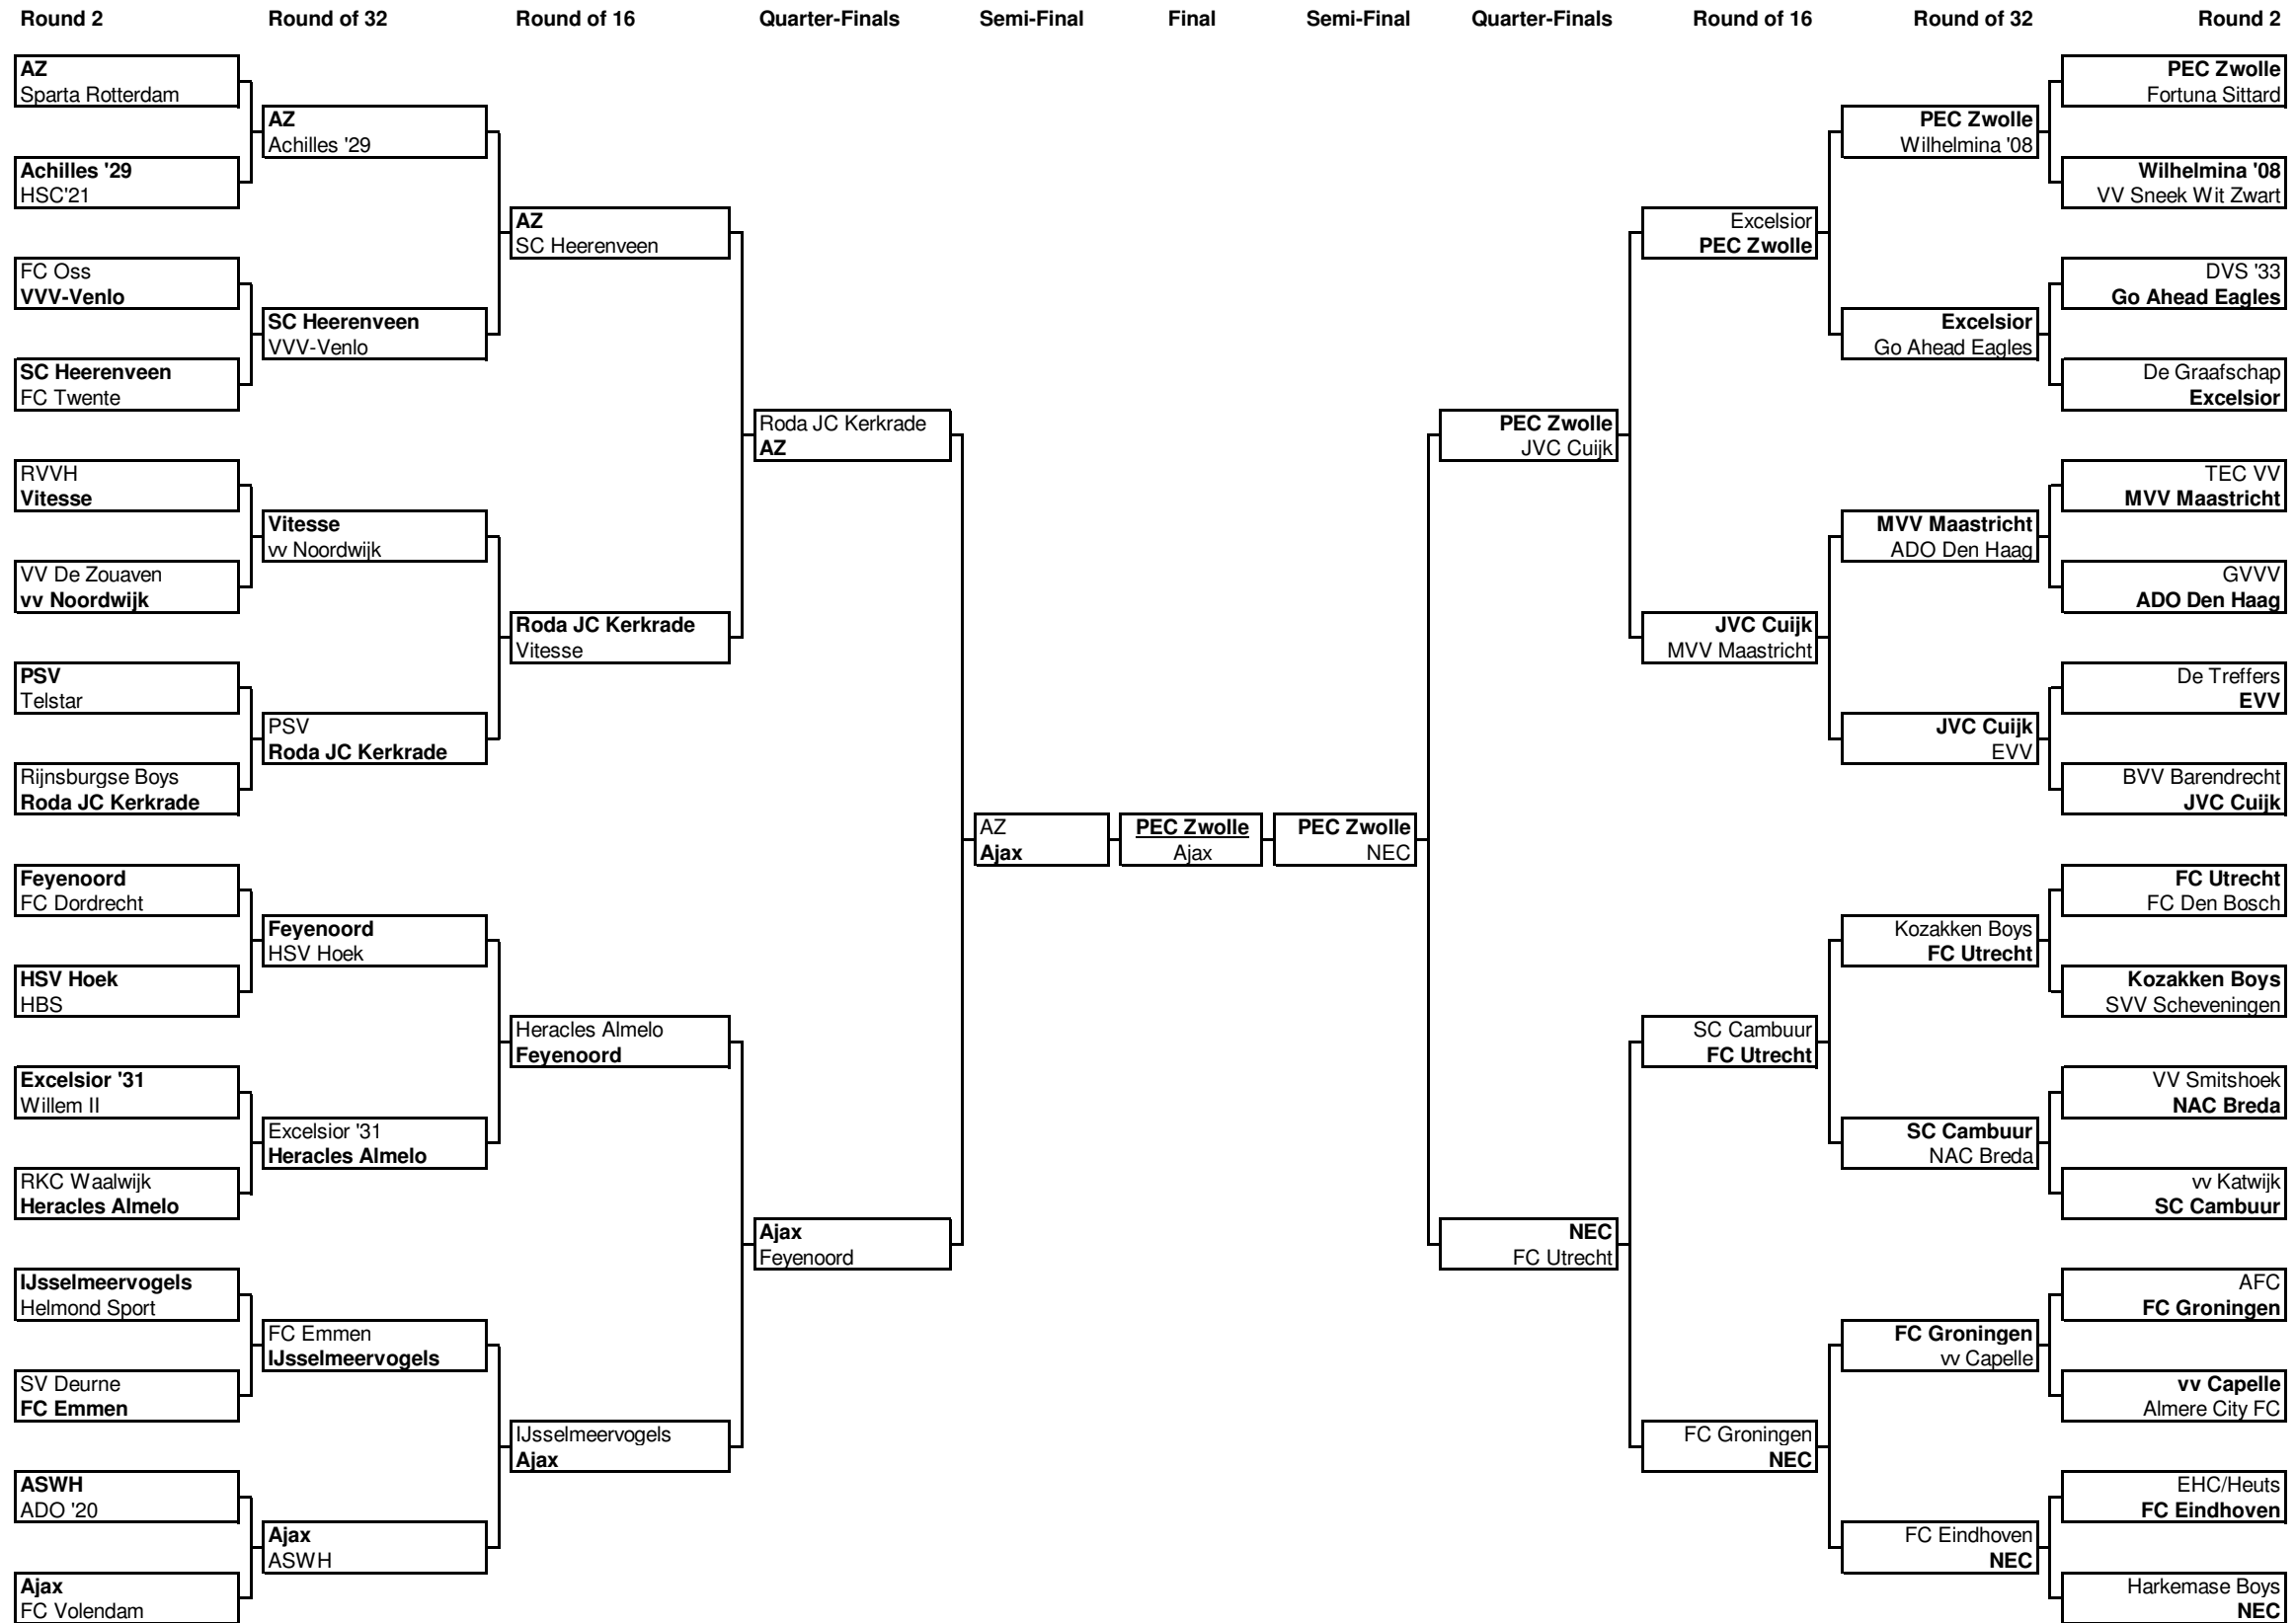 Round 2
Round of 32
Round of 16
Quarter-Finals
Semi-Final
Final
Semi-Final
Quarter-Finals
Round of 16
Round of 32
Round 2
AZ
Sparta Rotterdam
Achilles '29
HSC'21
FC Oss
VVV-Venlo
SC Heerenveen
FC Twente
RVVH
Vitesse
VV De Zouaven
vv Noordwijk
PSV
Telstar
Rijnsburgse Boys
Roda JC Kerkrade
Feyenoord
FC Dordrecht
HSV Hoek
HBS
Excelsior '31
Willem II
RKC Waalwijk
Heracles Almelo
IJsselmeervogels
Helmond Sport
SV Deurne
FC Emmen
ASWH
ADO '20
Ajax
FC Volendam
AZ
Achilles '29
SC Heerenveen
VVV-Venlo
Vitesse
vv Noordwijk
PSV
Roda JC Kerkrade
Feyenoord
HSV Hoek
Excelsior '31
Heracles Almelo
FC Emmen
IJsselmeervogels
Ajax
ASWH
AZ
SC Heerenveen
Roda JC Kerkrade
Vitesse
Heracles Almelo
Feyenoord
IJsselmeervogels
Ajax
Roda JC Kerkrade
AZ
Ajax
Feyenoord
AZ
Ajax
PEC Zwolle
Ajax
PEC Zwolle
NEC
PEC Zwolle
JVC Cuijk
NEC
FC Utrecht
Excelsior
PEC Zwolle
JVC Cuijk
MVV Maastricht
SC Cambuur
FC Utrecht
FC Groningen
NEC
PEC Zwolle
Wilhelmina '08
Excelsior
Go Ahead Eagles
MVV Maastricht
ADO Den Haag
JVC Cuijk
EVV
Kozakken Boys
FC Utrecht
SC Cambuur
NAC Breda
FC Groningen
vv Capelle
FC Eindhoven
NEC
PEC Zwolle
Fortuna Sittard
Wilhelmina '08
VV Sneek Wit Zwart
DVS '33
Go Ahead Eagles
De Graafschap
Excelsior
TEC VV
MVV Maastricht
GVVV
ADO Den Haag
De Treffers
EVV
BVV Barendrecht
JVC Cuijk
FC Utrecht
FC Den Bosch
Kozakken Boys
SVV Scheveningen
VV Smitshoek
NAC Breda
vv Katwijk
SC Cambuur
AFC
FC Groningen
vv Capelle
Almere City FC
EHC/Heuts
FC Eindhoven
Harkemase Boys
NEC